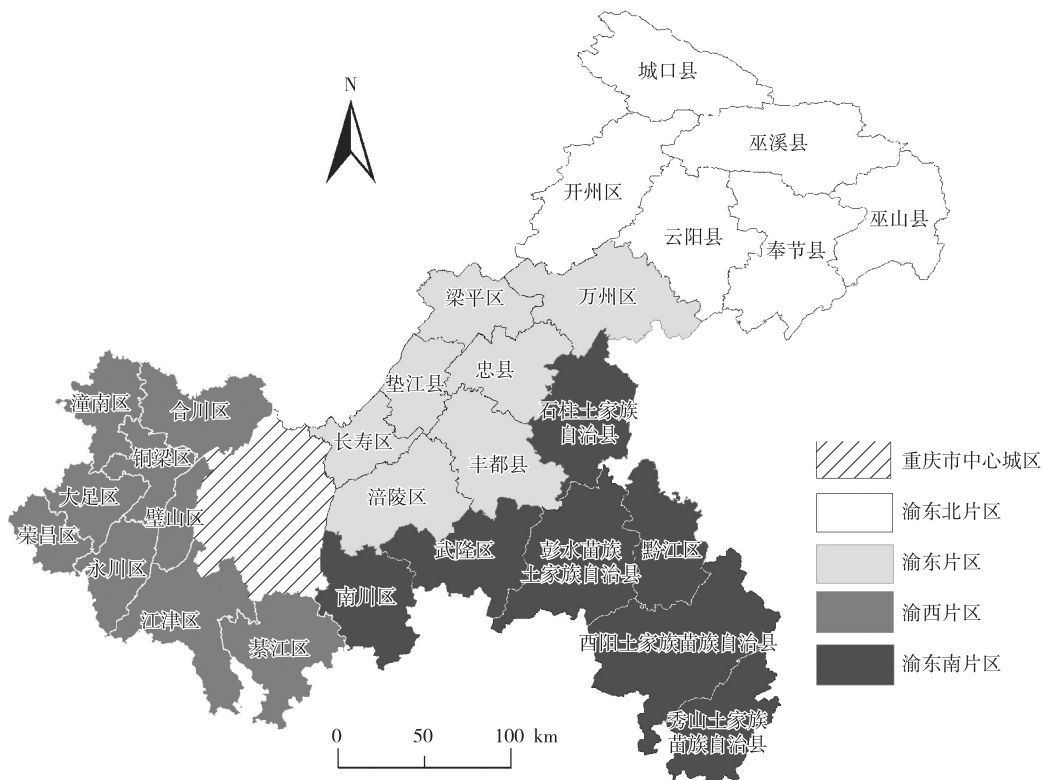 N
城口县
巫溪县
开州区
巫山县
云阳县
奉节县
梁平区
万州区
忠县
垫江县
石柱土家族
自治县
潼南区
合川区
长寿区
铜梁区
丰都县
大足区
涪陵区
璧山区
荣昌区
武隆区
彭水苗族
土家族自治县
黔江区
永川区
南川区
江津区
綦江区
酉阳土家族苗族自治县
秀山土家族
苗族自治县
重庆市中心城区
渝东北片区
渝东片区
渝西片区
渝东南片区
0 50 100 km